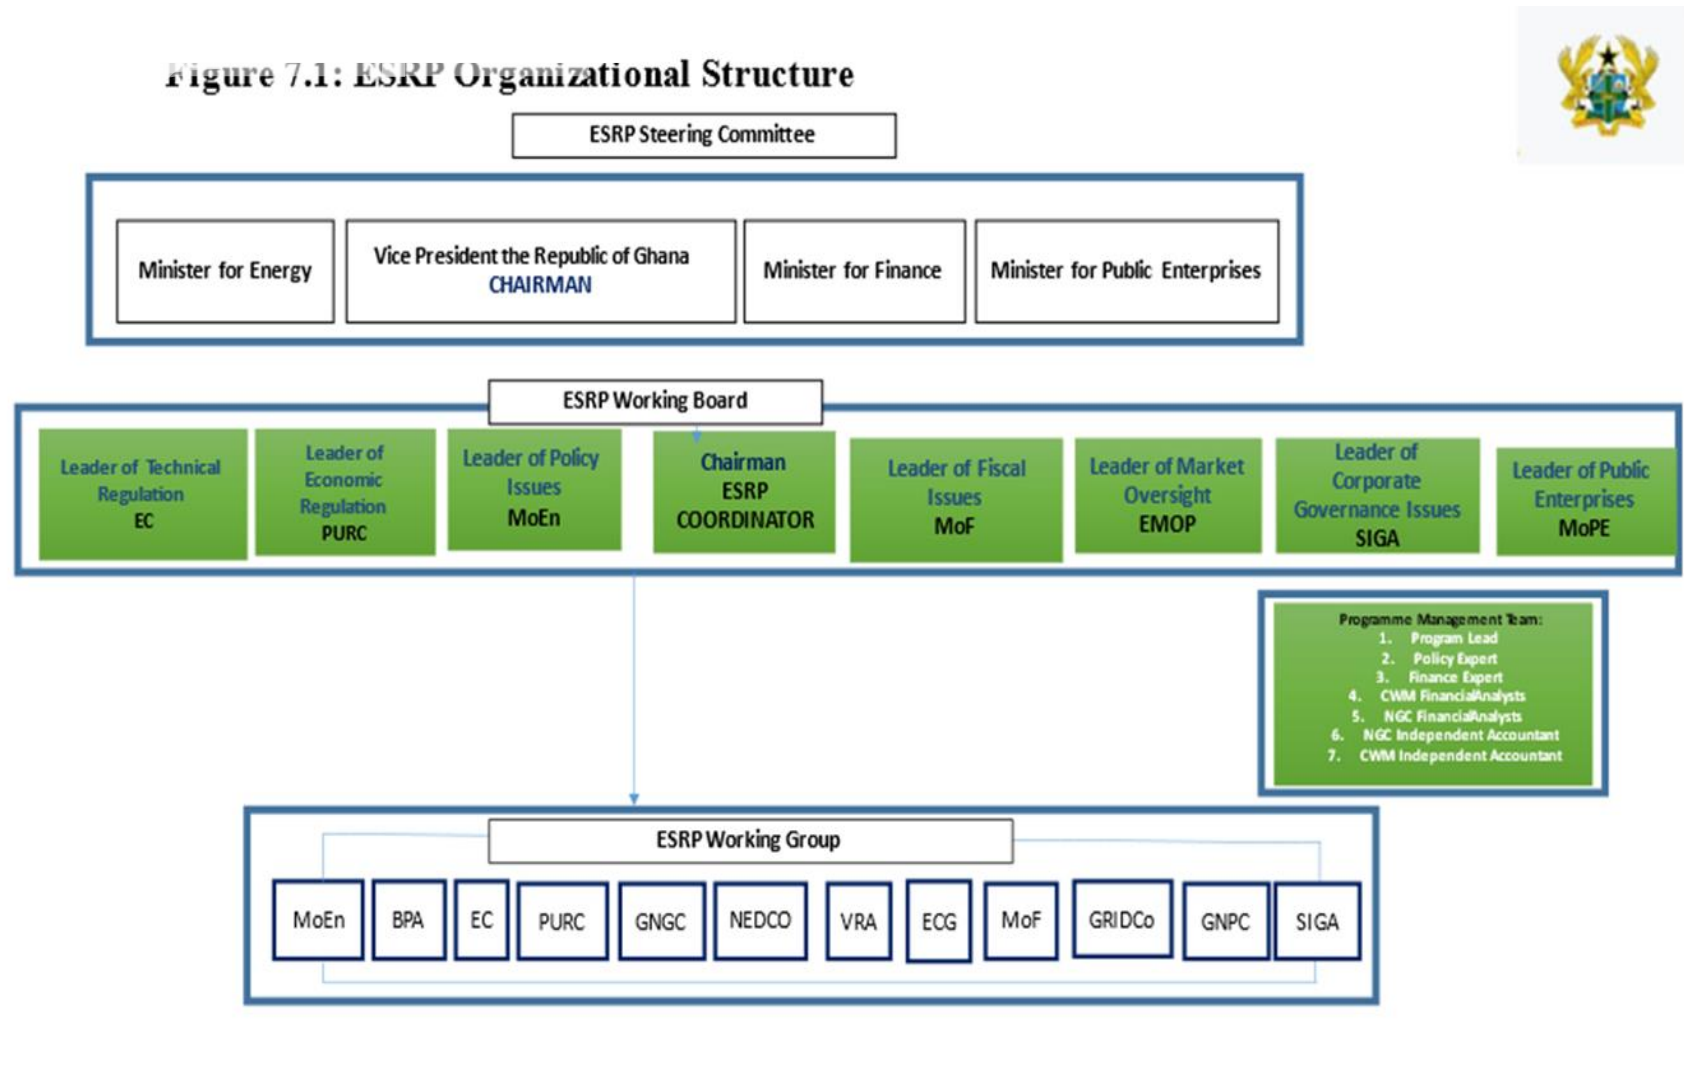 Figure 7.1: ESRP Organizational Structure
ESRP Steering Committee
Minister for Energy
Vice President the Republic of Ghana
CHAIRMAN
Minister for Finance
Minister for Public Enterprises
ESRP Working Board
Leader of Technical
Regulation
EC
Leader of
Economic
Regulation
PURC
Leader of Policy
Issues
MoEn
Chairman
ESRP
COORDINATOR
Leader of Fiscal
Issues
MoF
Leader of Market
Oversight
EMOP
Leader of
Corporate
Governance Issues
SIGA
Leader of Public
Enterprises
MoPE
Programme Management Team:
1. Program Lead
2. Policy Expert
3. Finance Expert
4. CWM FinancialAnalysts
5. NGC FinancialAnalysts
6. NGC Independent Accountant
7. CWM Independent Accountant
ESRP Working Group
MoEn
BPA
EC
PURC
GNGC
NEDCO
VRA
ECG
MoF
GRIDCo
GNPC
SIGA